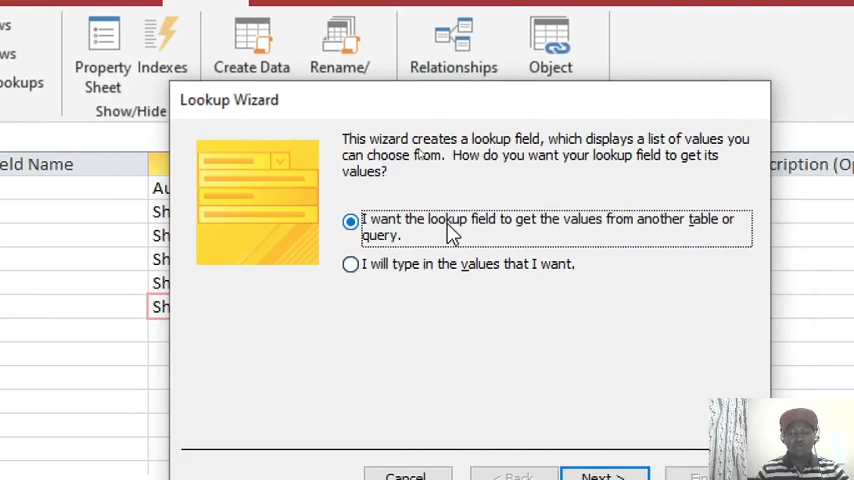 ws
ws
ookups
Property
Sheet
Indexes
Create Data
Rename/
Relationships
Object
Show/Hide
Lookup Wizard
This wizard creates a lookup field, which displays a list of values you
can choose from. How do you want your lookup field to get its
values?
I want the lookup field to get the values from another table or
query.
I will type in the values that I want.
eld Name
cription (Op
Au
Sh
Sh
Sh
Sh
Sh
Cancel
< Back
Next >
Fin